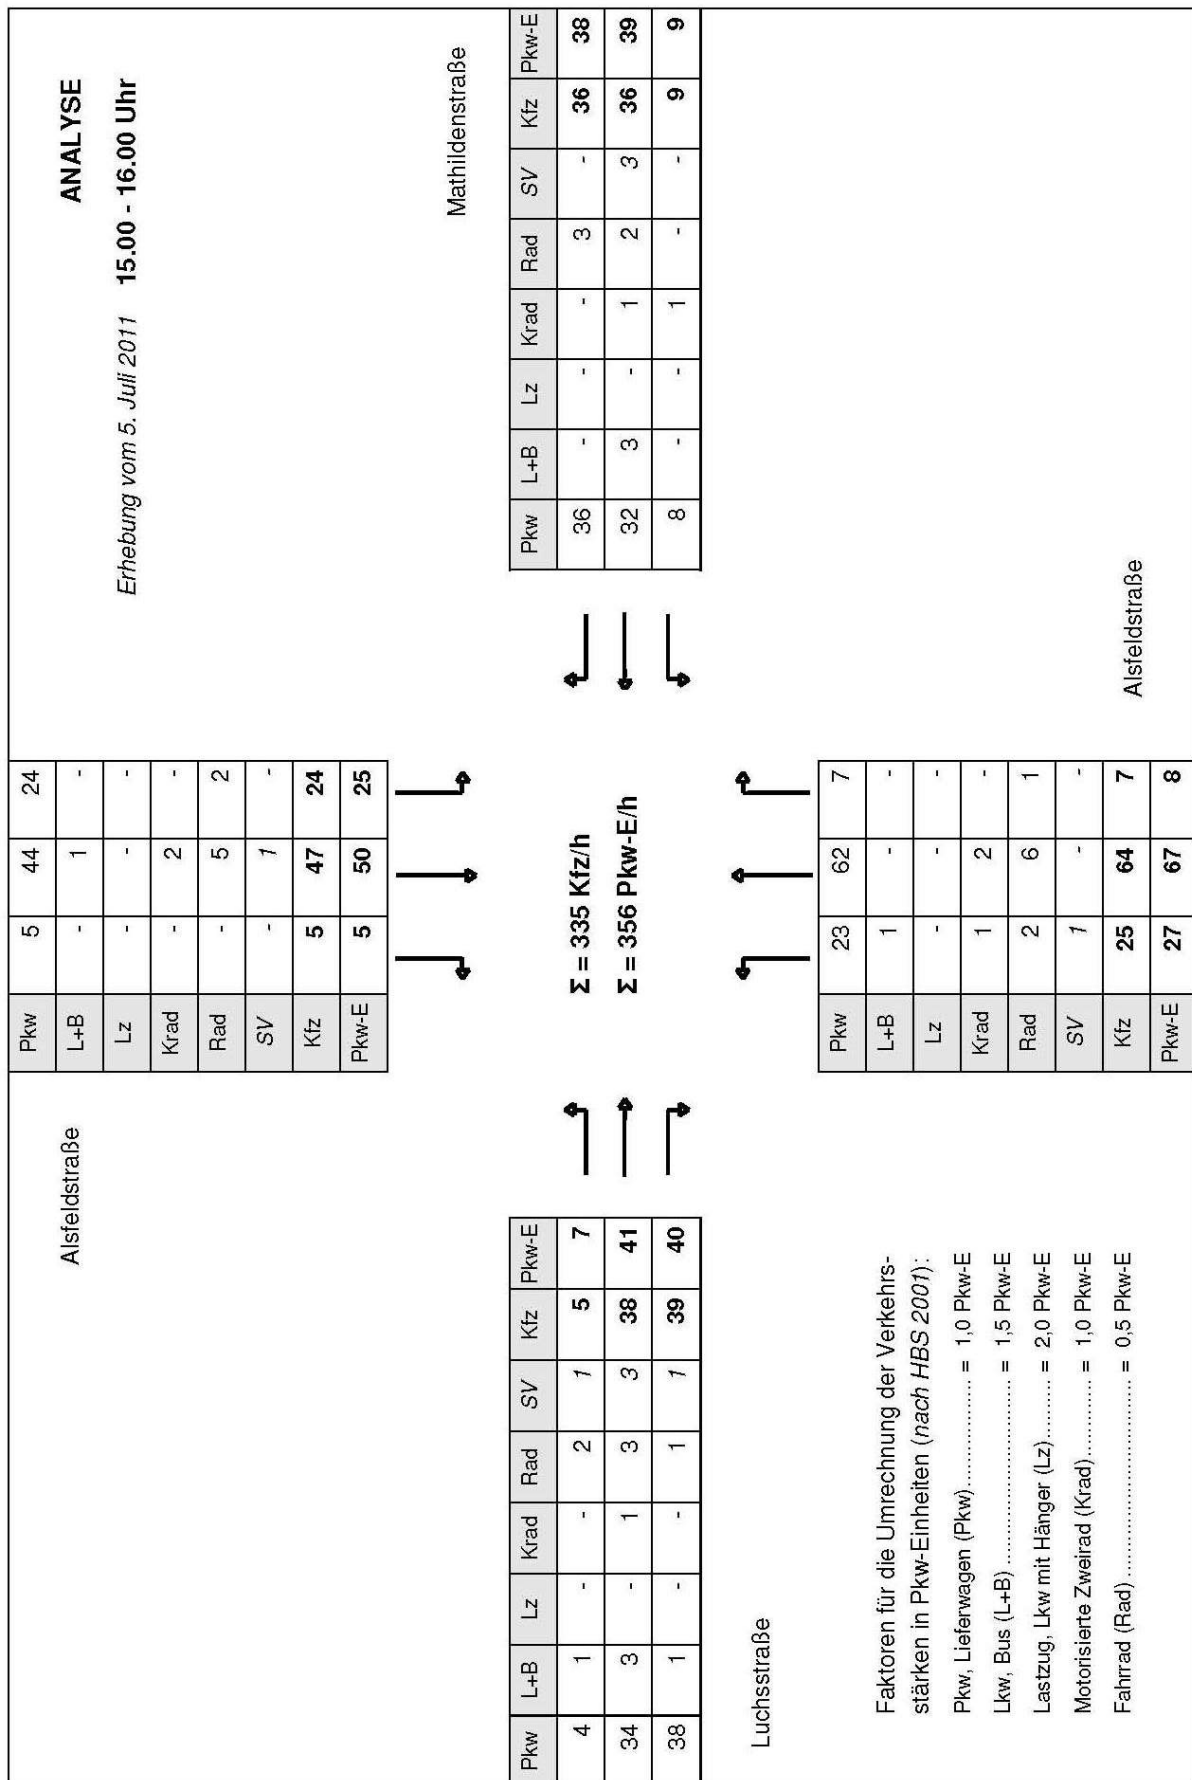 ANALYSE
Erhebung vom 5. Juli 2011 15.00 - 16.00 Uhr
Alsfeldstraße
Pkw 5 44 24
L+B - 1 -
Lz - - -
Krad - 2 -
Rad - 5 2
SV - 1 -
Kfz 5 47 24
Pkw-E 5 50 25
Mathildenstraße
Pkw L+B Lz Krad Rad SV Kfz Pkw-E
36 - - - 3 - 36 38
32 3 - 1 2 3 36 39
8 - - 1 - - 9 9
Σ = 335 Kfz/h
Σ = 356 Pkw-E/h
Pkw L+B Lz Krad Rad SV Kfz Pkw-E
4 1 - - 2 1 5 7
34 3 - 1 3 3 38 41
38 1 - - 1 1 39 40
Luchsstraße
Pkw 23 62 7
L+B 1 - -
Lz - - -
Krad 1 2 -
Rad 2 6 1
SV 1 - -
Kfz 25 64 7
Pkw-E 27 67 8
Alsfeldstraße
Faktoren für die Umrechnung der Verkehrs-
stärken in Pkw-Einheiten (nach HBS 2001):
Pkw, Lieferwagen (Pkw)................... = 1,0 Pkw-E
Lkw, Bus (L+B) ............................... = 1,5 Pkw-E
Lastzug, Lkw mit Hänger (Lz).......... = 2,0 Pkw-E
Motorisierte Zweirad (Krad)............. = 1,0 Pkw-E
Fahrrad (Rad) ................................. = 0,5 Pkw-E